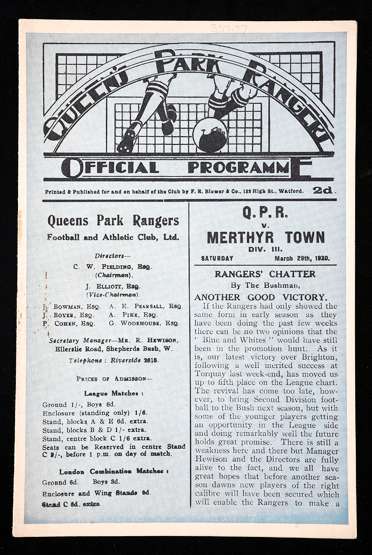 QUEEN'S PARK RANGERS
OFFICIAL PROGRAMME
Printed & Published for and on behalf of the Club by F. R. Blower & Co., 129 High St., Watford. 2d.
Queens Park Rangers
Football and Athletic Club, Ltd.
Directors—
C. W. FIELDING, ESQ.
(Chairman).
J. ELLIOTT, ESQ.
(Vice-Chairman).
BOWMAN, ESQ. A. E. PEARSALL, ESQ.
BOYER, ESQ. A. PIKE, ESQ.
P. COHEN, ESQ. G. WODEHOUSE, ESQ.
Secretary Manager—MR. R. HEWISON,
Ellerslie Road, Shepherds Bush, W.
Telephone: Riverside 2618.
PRICES OF ADMISSION—
League Matches:
Ground 1/-, Boys 6d.
Enclosure (standing only) 1/6.
Stand, blocks A & E 6d. extra.
Stand, blocks B & D 1/- extra.
Stand, centre block C 1/6 extra.
Seats can be Reserved in centre Stand
C 3/-, before 1 p.m. on day of match.
London Combination Matches:
Ground 6d. Boys 3d.
Enclosure and Wing Stands 9d.
Stand C 6d. extra.
Q.P.R.
v.
MERTHYR TOWN
DIV. III.
SATURDAY March 29th, 1930.
RANGERS' CHATTER
By The Bushman.
ANOTHER GOOD VICTORY.
If the Rangers had only showed the
same form in early season as they
have been doing the past few weeks
there can be no two opinions that the
" Blue and Whites " would have still
been in the promotion hunt. As it
is, our latest victory over Brighton,
following a well merited success at
Torquay last week-end, has moved us
up to fifth place on the League chart.
The revival has come too late, how-
ever, to bring Second Division foot-
ball to the Bush next season, but with
some of the younger players getting
an opportunity in the League side
and doing remarkably well the future
holds great promise. There is still a
weakness here and there but Manager
Hewison and the Directors are fully
alive to the fact, and we all have
great hopes that before another sea-
son dawns new players of the right
calibre will have been secured which
will enable the Rangers to make a